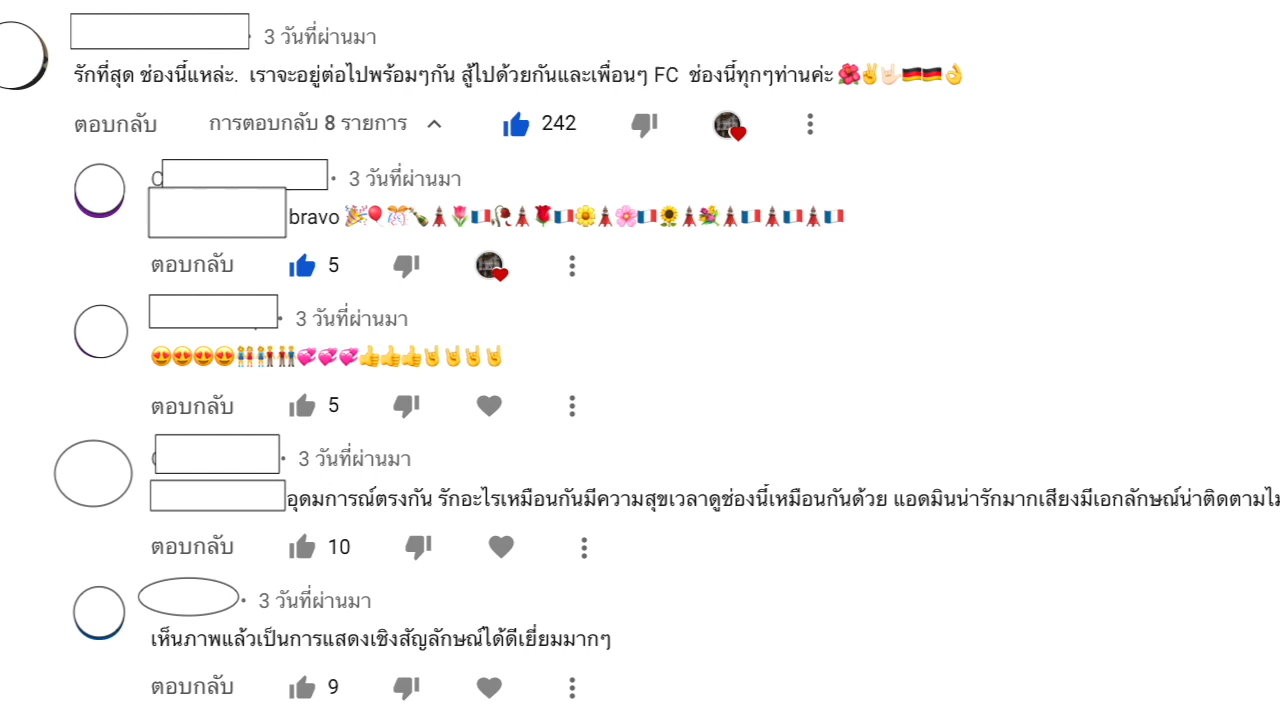 3 วันที่ผ่านมา
รักที่สุด ช่องนี้แหล่ะ. เราจะอยู่ต่อไปพร้อมๆกัน สู้ไปด้วยกันและเพื่อนๆ FC ช่องนี้ทุกๆท่านค่ะ 🌺✌️🤟🏻🇩🇪🇩🇪👌
ตอบกลับ การตอบกลับ 8 รายการ 242
• 3 วันที่ผ่านมา
bravo 🎉🎈🎊🍾🗼🌷🇫🇷🥀🗼🌹🇫🇷🌼🗼🌸🇫🇷🌻🗼💐🗼🇫🇷🗼🇫🇷🗼🇫🇷
ตอบกลับ 5
• 3 วันที่ผ่านมา
😍😍😍😍👭👫👬💞💞💞👍👍👍🤘🤘🤘🤘
ตอบกลับ 5
• 3 วันที่ผ่านมา
อุดมการณ์ตรงกัน รักอะไรเหมือนกันมีความสุขเวลาดูช่องนี้เหมือนกันด้วย แอดมินน่ารักมากเสียงมีเอกลักษณ์น่าติดตาม
ตอบกลับ 10
• 3 วันที่ผ่านมา
เห็นภาพแล้วเป็นการแสดงเชิงสัญลักษณ์ได้ดีเยี่ยมมากๆ
ตอบกลับ 9